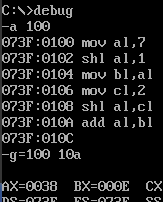 C:\>debug
-a 100
073F:0100 mov al,7
073F:0102 shl al,1
073F:0104 mov bl,al
073F:0106 mov cl,2
073F:0108 shl al,cl
073F:010A add al,bl
073F:010C
-g=100 10a
AX=0038 BX=000E CX
DS=073F ES=073F SS